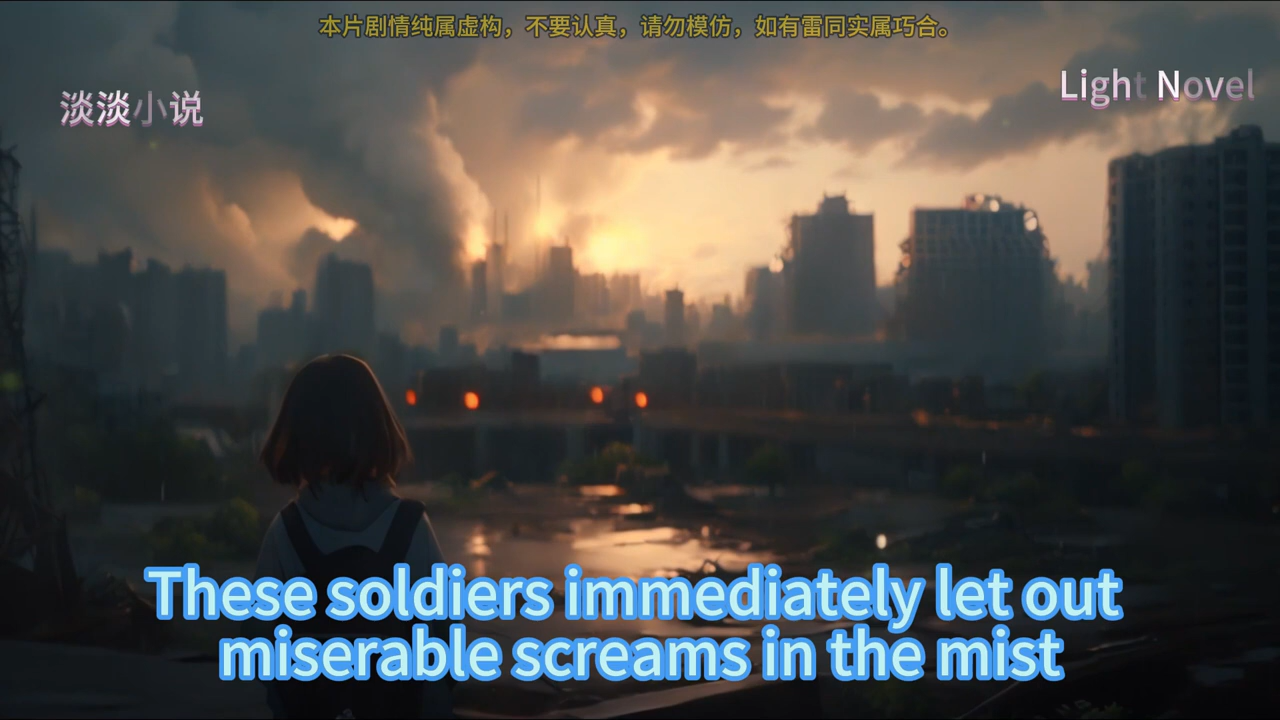 本片剧情纯属虚构，不要认真，请勿模仿，如有雷同实属巧合。
淡淡小说
Light Novel
These soldiers immediately let out
miserable screams in the mist